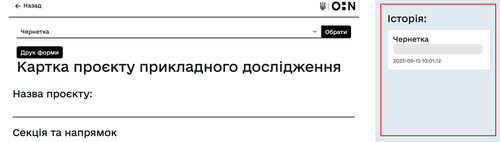 ← Назад
Чернетка
Обрати
Друк форми
Картка проєкту прикладного дослідження
Назва проєкту:
Секція та напрямок
Історія:
Чернетка
2023-09-12 10:01:12